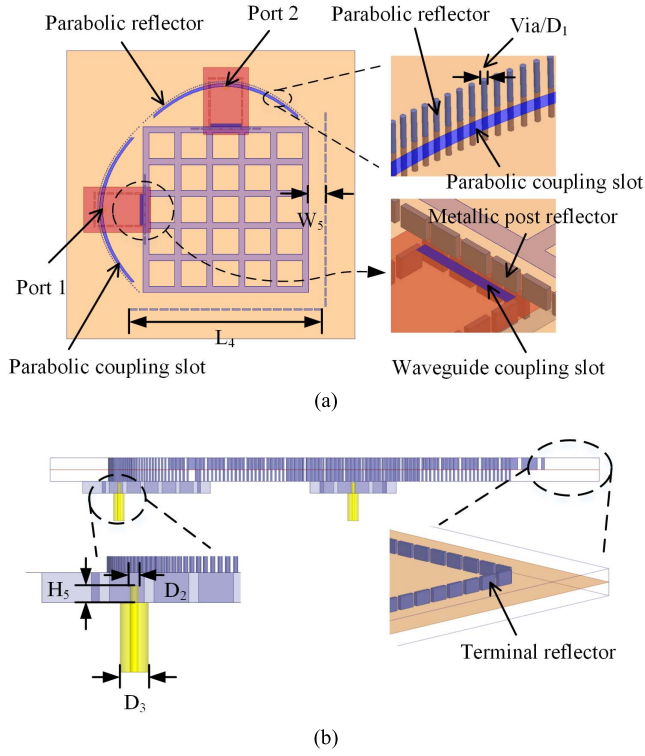 Parabolic reflector
Port 2
Via/D1
Parabolic reflector
Parabolic coupling slot
Metallic post reflector
W5
Port 1
L4
Parabolic coupling slot
Waveguide coupling slot
(a)
H5
D2
D3
Terminal reflector
(b)